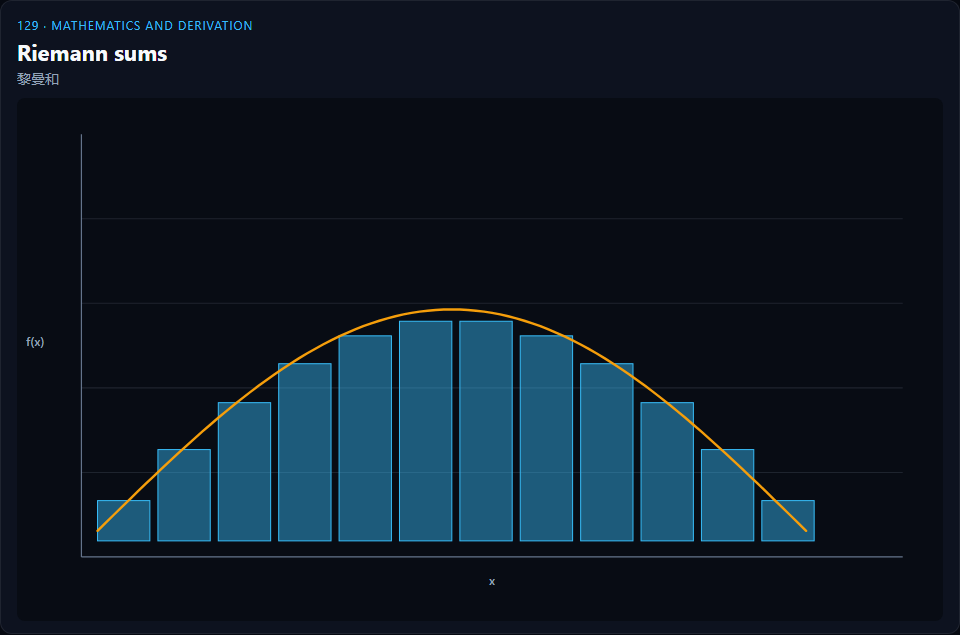 129 · MATHEMATICS AND DERIVATION
Riemann sums
黎曼和
f(x)
x